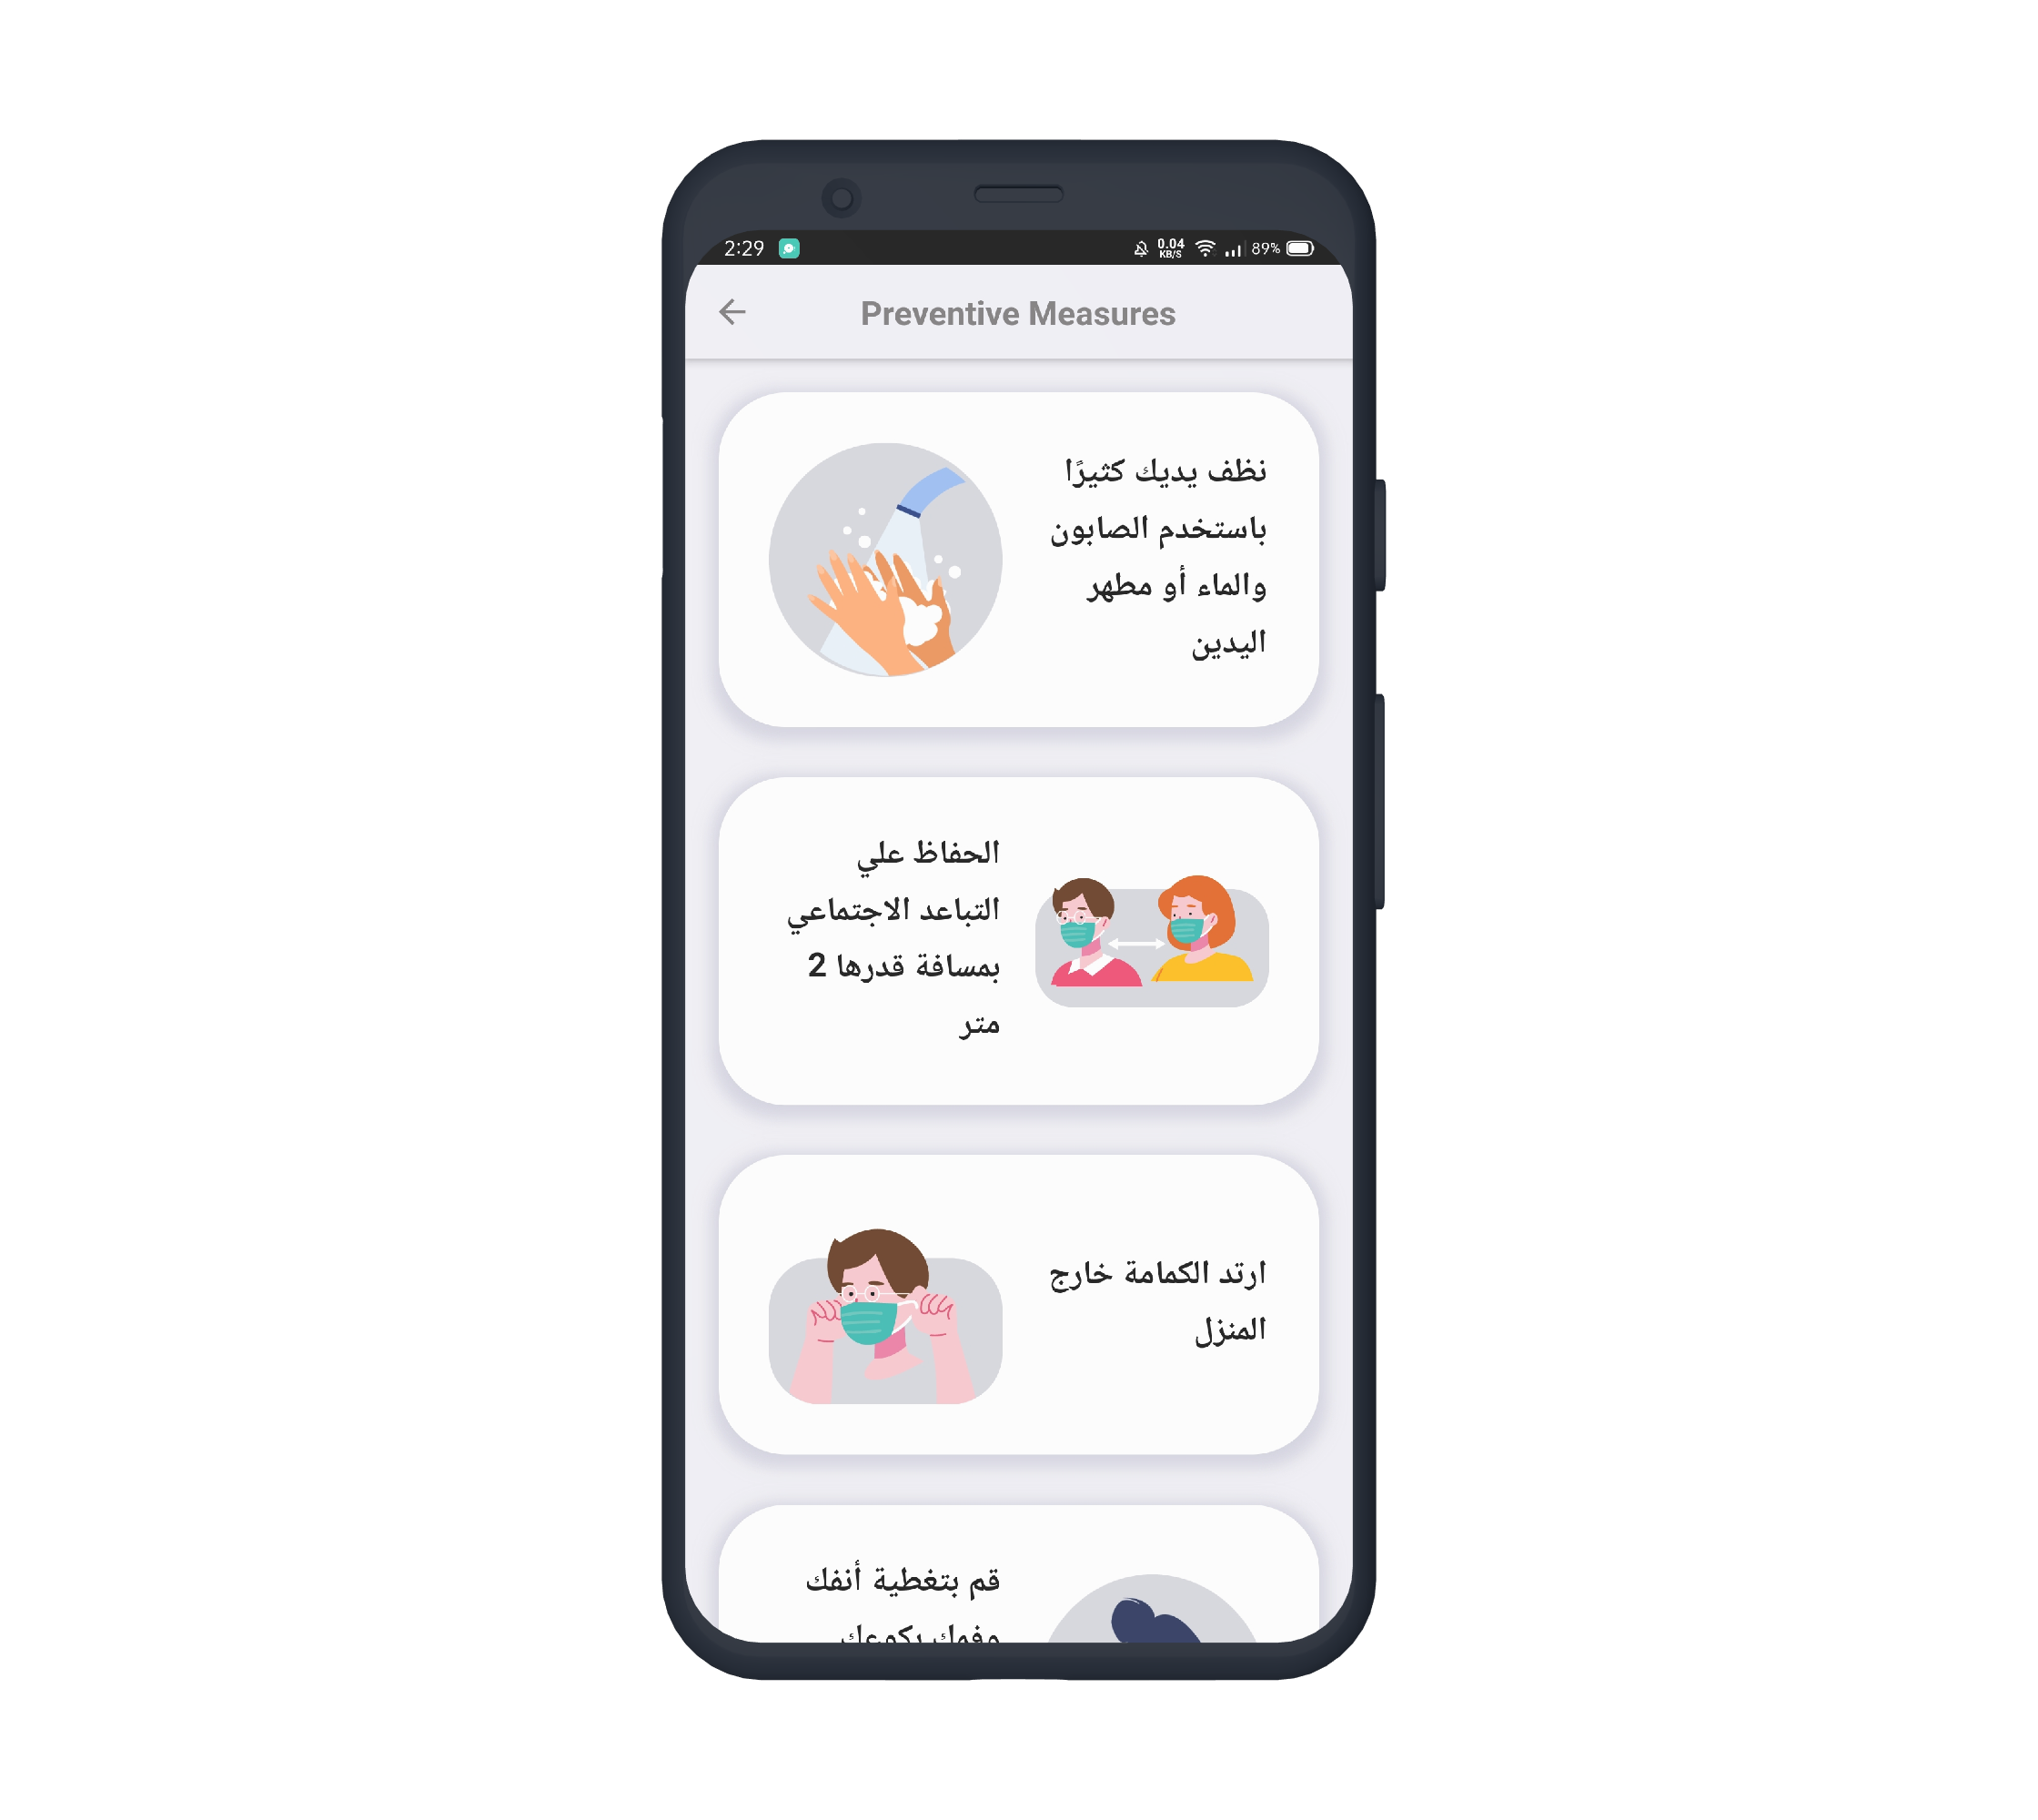 2:29
0.04
KB/S
89%
Preventive Measures
نظف يديك كثيرًا
باستخدم الصابون
والماء أو مطهر
اليدين
الحفاظ علي
التباعد الاجتماعي
بمسافة قدرها 2
متر
ارتد الكمامة خارج
المنزل
قم بتغطية أنفك
وفمك بكوعك